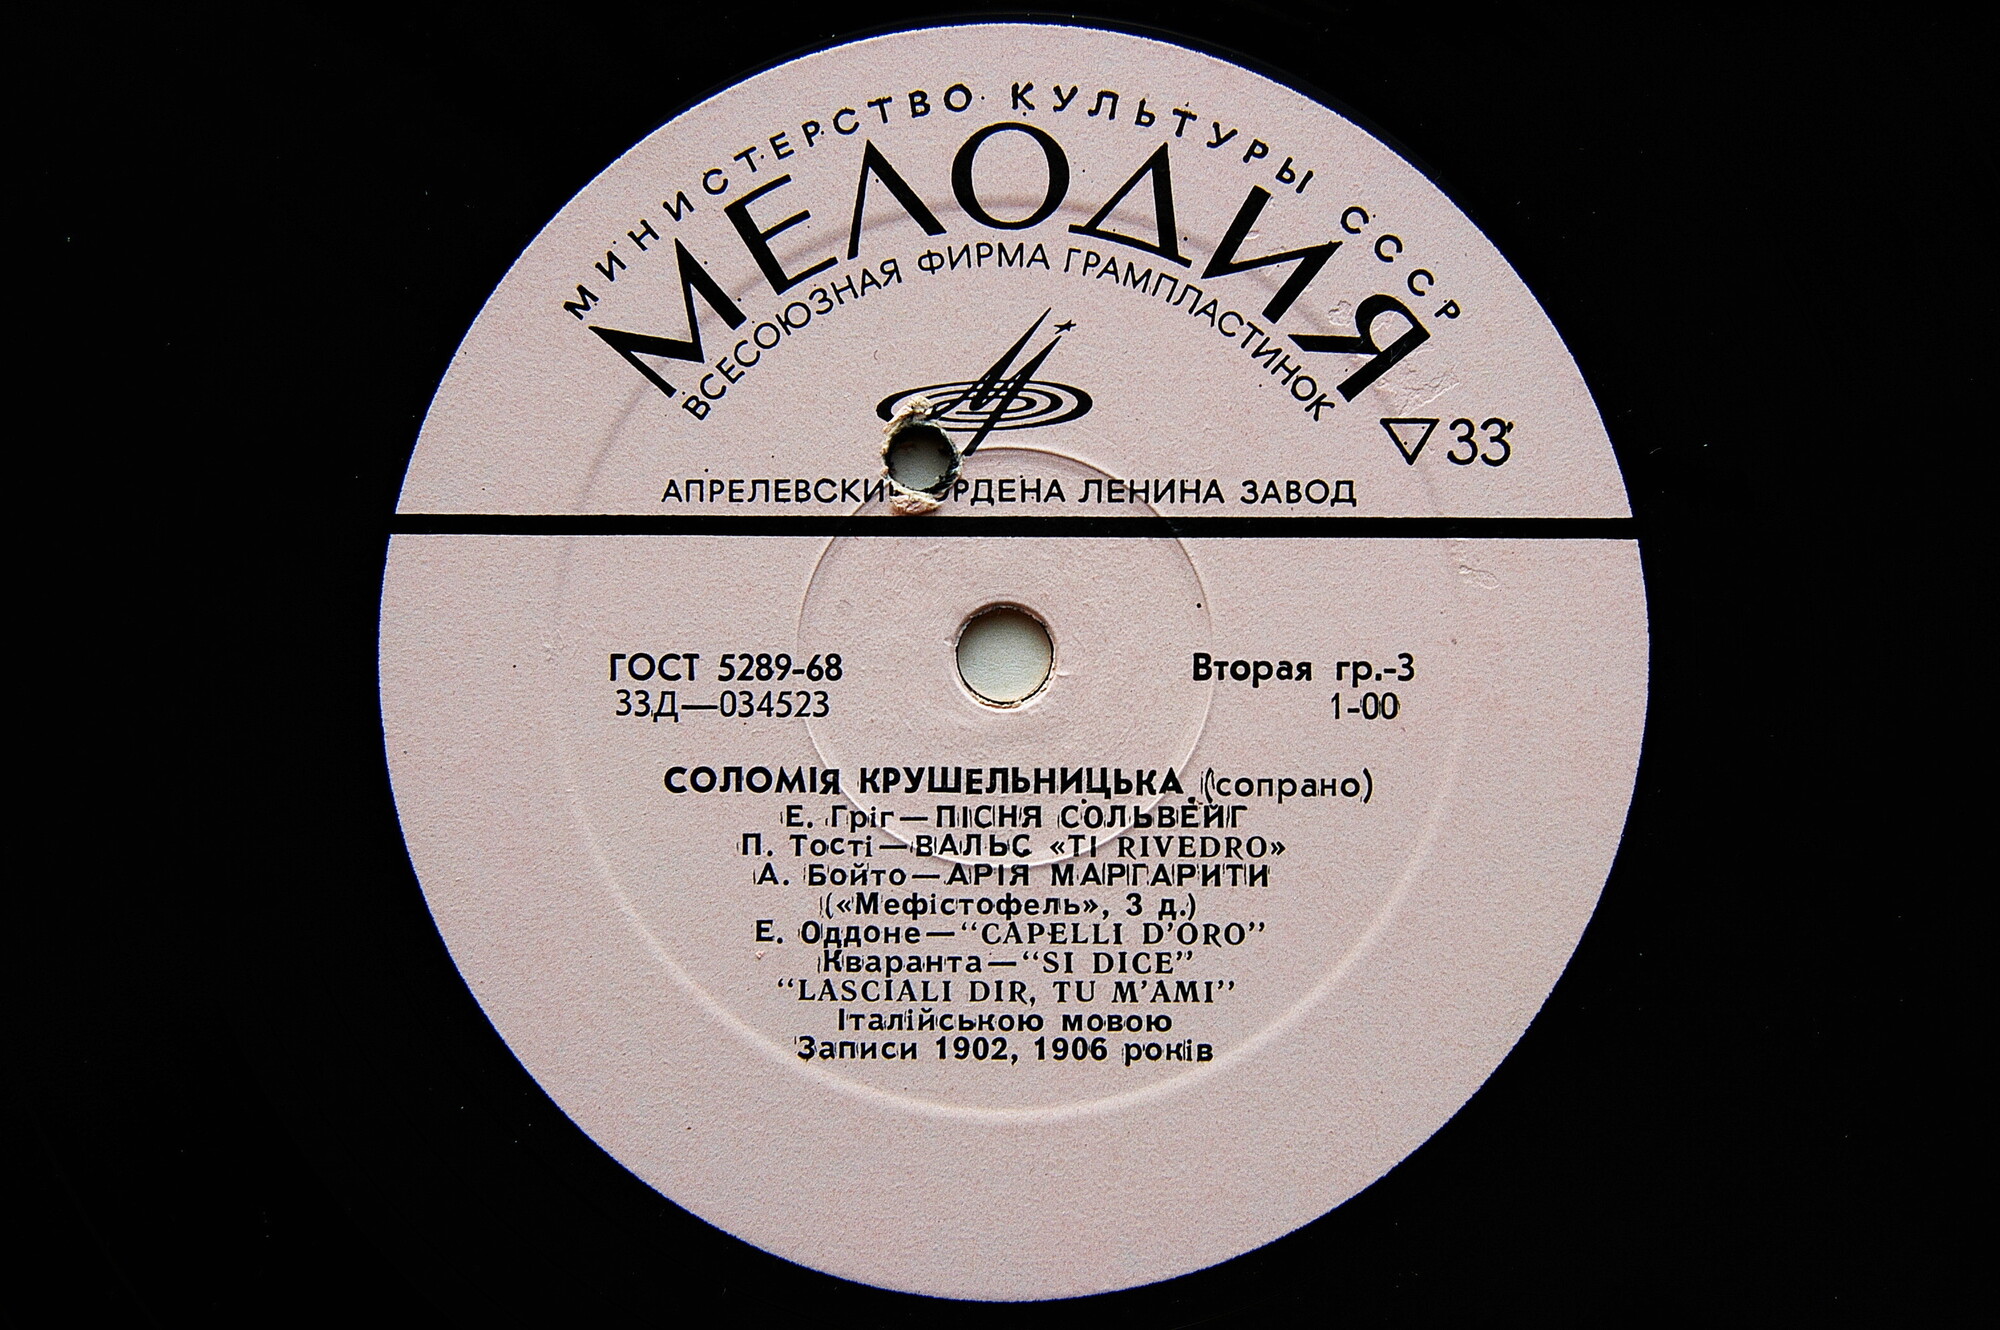 МИНИСТЕРСТВО КУЛЬТУРЫ СССР
МЕЛОДИЯ
ВСЕСОЮЗНАЯ ФИРМА ГРАМПЛАСТИНОК
33
АПРЕЛЕВСКИЙ ОРДЕНА ЛЕНИНА ЗАВОД
ГОСТ 5289-68
33Д—034523
Вторая гр.-3
1-00
СОЛОМІЯ КРУШЕЛЬНИЦЬКА (сопрано)
Е. Гріг—ПІСНЯ СОЛЬВЕЙГ
П. Тості—ВАЛЬС «TI RIVEDRO»
А. Бойто—АРІЯ МАРГАРИТИ
(«Мефістофель», 3 д.)
Е. Оддоне—“CAPELLI D’ORO”
Кваранта—“SI DICE”
“LASCIALI DIR, TU M’AMI”
Італійською мовою
Записи 1902, 1906 років